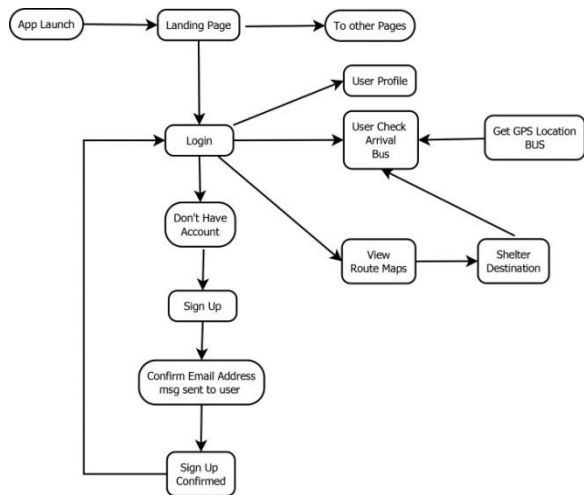 App Launch
Landing Page
To other Pages
User Profile
Login
User Check
Arrival
Bus
Get GPS Location
BUS
Don't Have
Account
View
Route Maps
Shelter
Destination
Sign Up
Confirm Email Address
msg sent to user
Sign Up
Confirmed